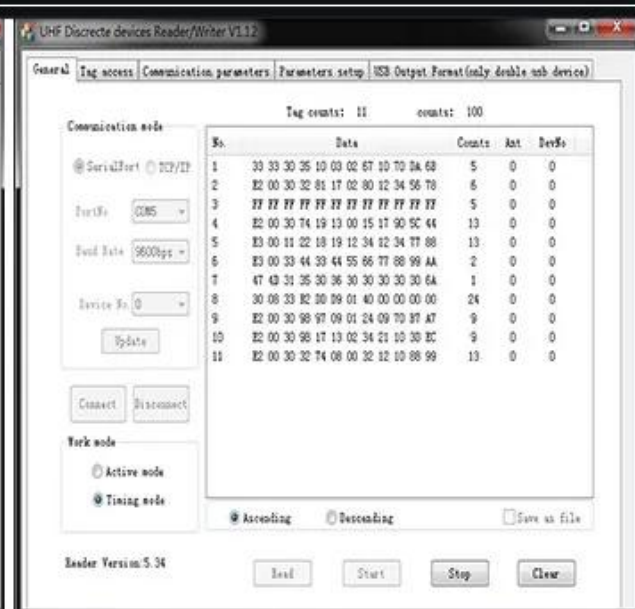 UHF Discrecte devices Reader/Writer V1.12
General Tag access Communication parameters Parameters setup USB Output Format(only double usb device)
Tag counts: 11 counts: 100
Communication mode
SerialPort TCP/IP
PortNo COM5
Baud Rate 9600bps
Device No. 0
Update
Connect Disconnect
Work mode
Active mode
Timing mode
No. Data Counts Ant DevNo
1 33 33 30 35 10 03 02 67 10 70 DA 68 5 0 0
2 E2 00 30 32 81 17 02 80 12 34 56 78 6 0 0
3 FF FF FF FF FF FF FF FF FF FF FF FF 5 0 0
4 E2 00 30 74 19 13 00 15 17 90 5C 44 13 0 0
5 E3 00 11 22 18 19 12 34 12 34 77 88 13 0 0
6 E3 00 33 44 33 44 55 66 77 88 99 AA 2 0 0
7 47 43 31 35 30 36 30 30 30 30 30 6A 1 0 0
8 30 08 33 B2 DD D9 01 40 00 00 00 00 24 0 0
9 E2 00 30 98 97 09 01 24 09 70 87 A7 9 0 0
10 E2 00 30 98 17 13 02 34 21 10 30 EC 9 0 0
11 E2 00 30 32 74 08 00 32 12 10 88 99 13 0 0
Ascending Descending Save as file
Reader Version:5.34
Read Start Stop Clear